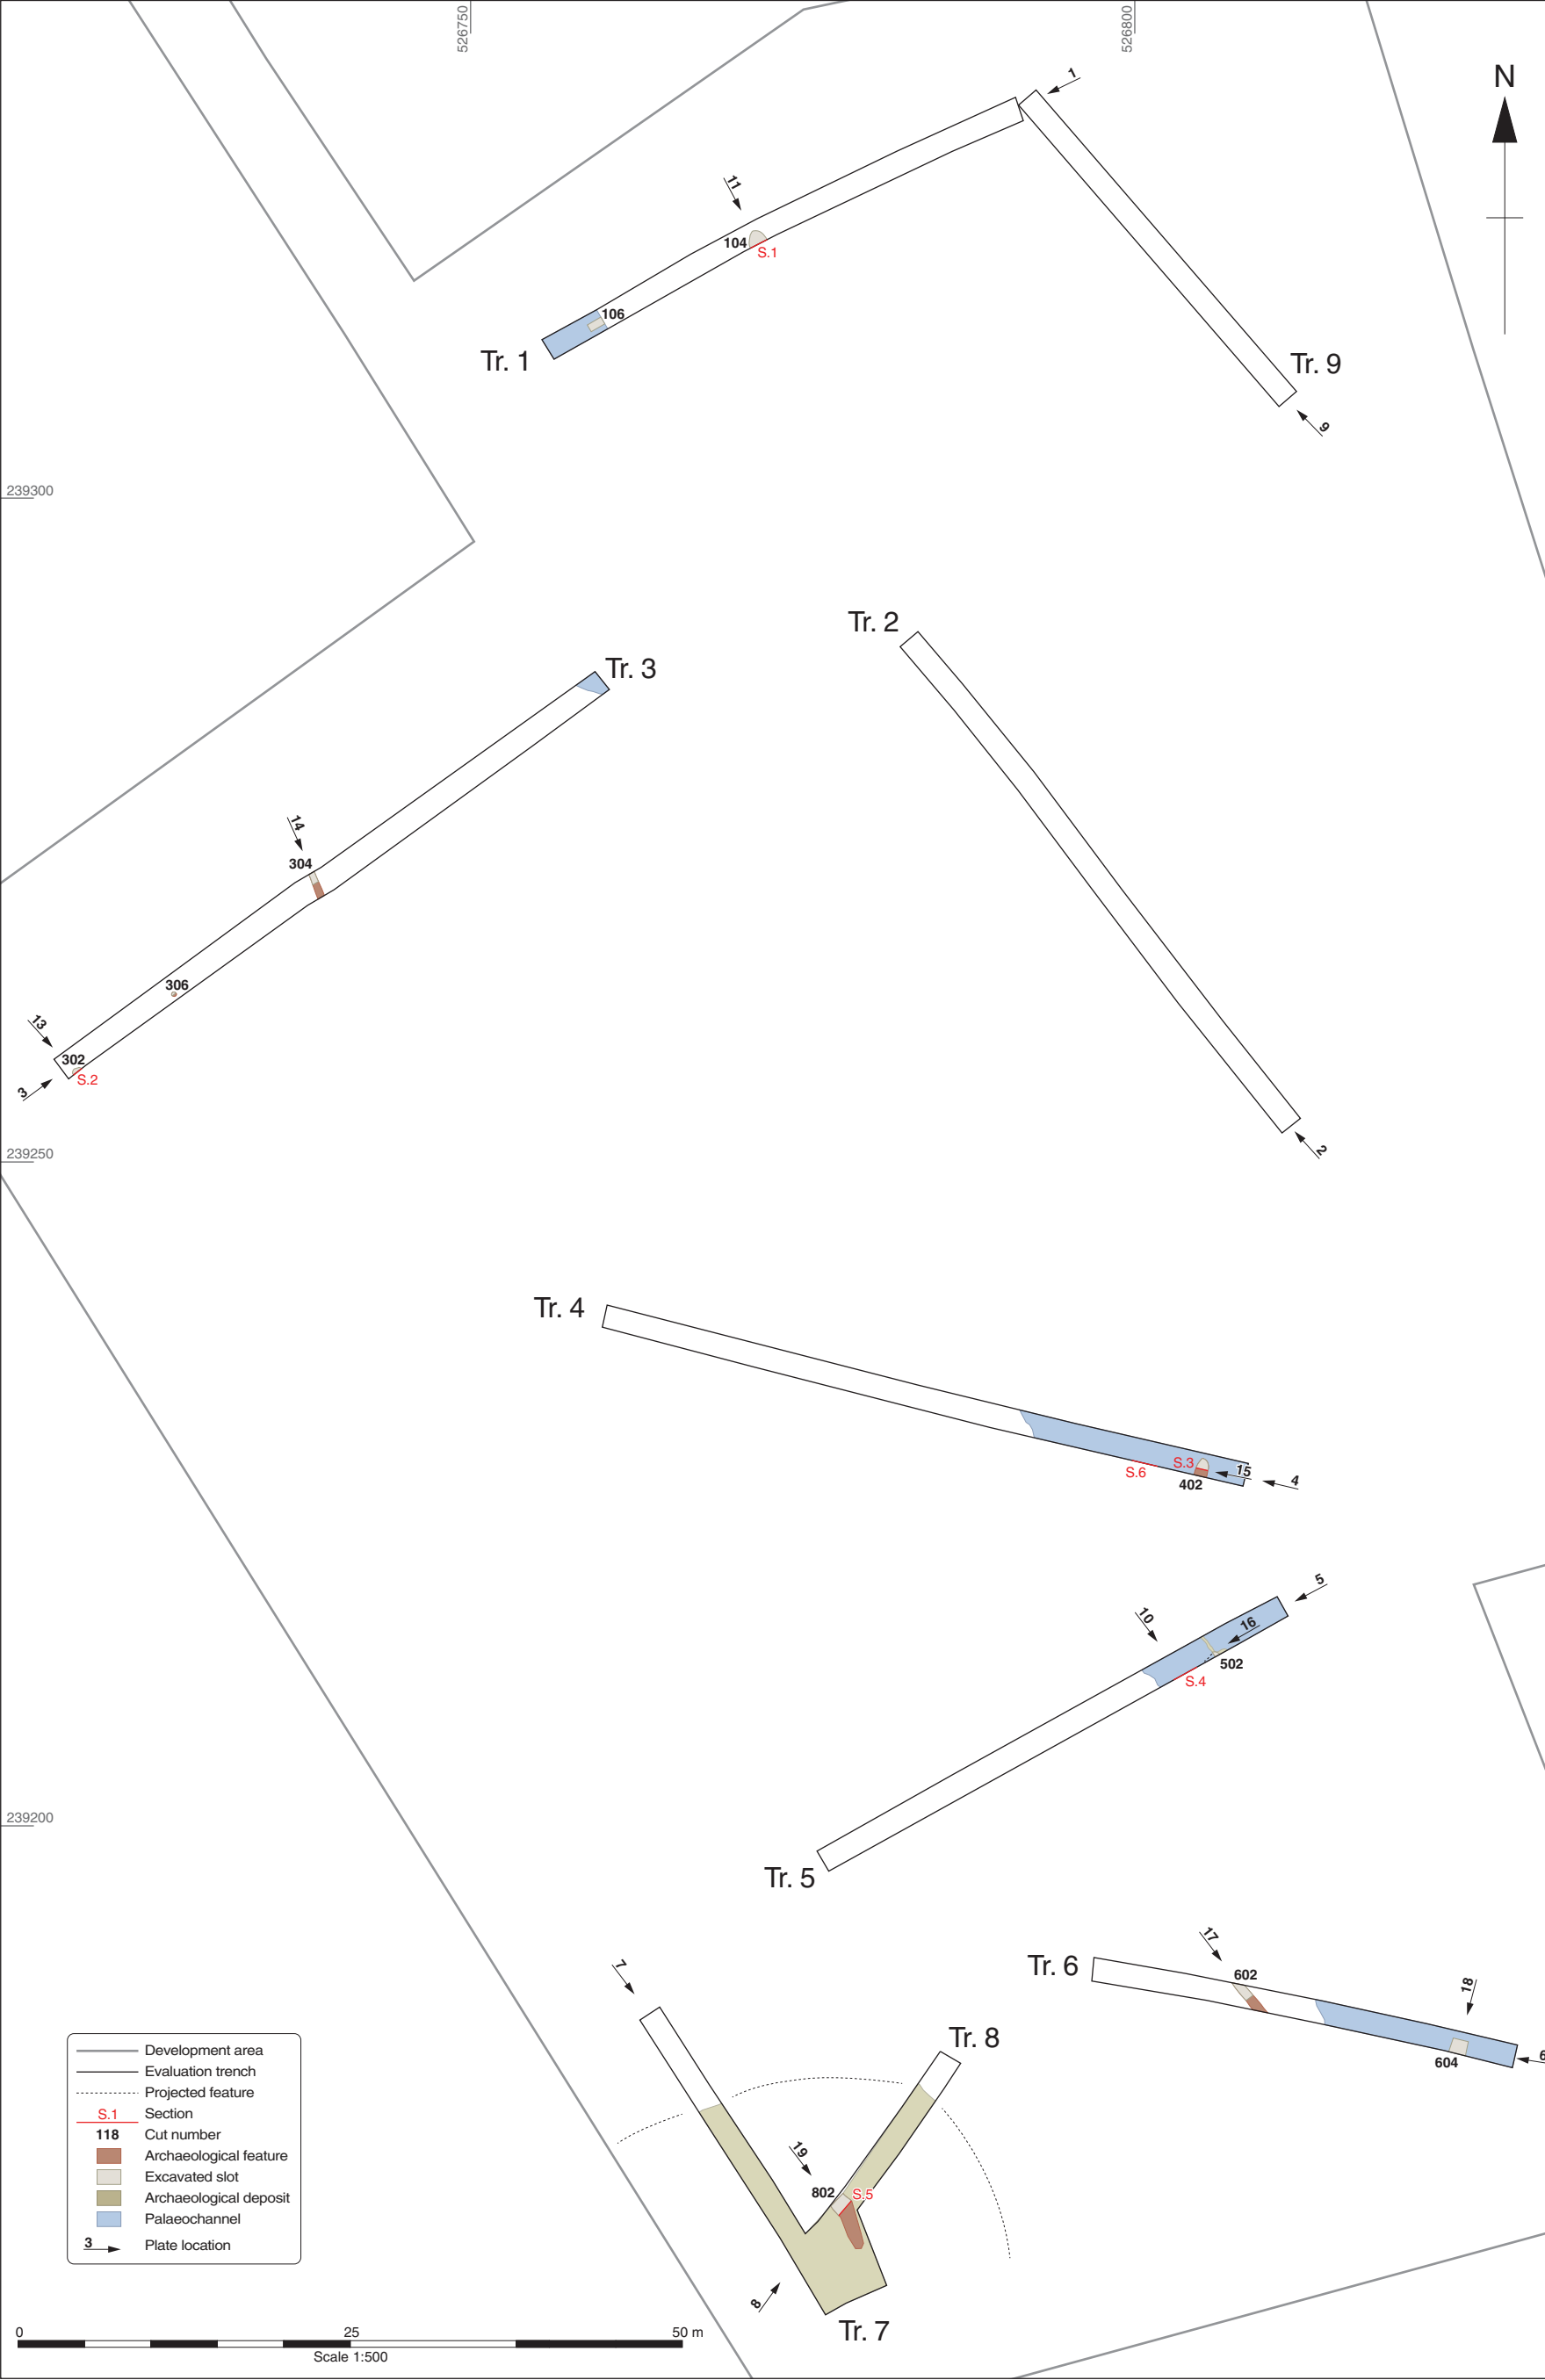 526750
526800
N
1
11
104
S.1
106
Tr. 1
Tr. 9
9
239300
Tr. 2
Tr. 3
14
304
306
13
302
S.2
3
239250
2
Tr. 4
S.3
15
S.6
402
4
5
10
16
502
S.4
239200
Tr. 5
17
7
Tr. 6
602
18
Tr. 8
604
6
19
802
S.5
8
Tr. 7
Development area
Evaluation trench
Projected feature
S.1 Section
118 Cut number
Archaeological feature
Excavated slot
Archaeological deposit
Palaeochannel
3 Plate location
0 25 50 m
Scale 1:500